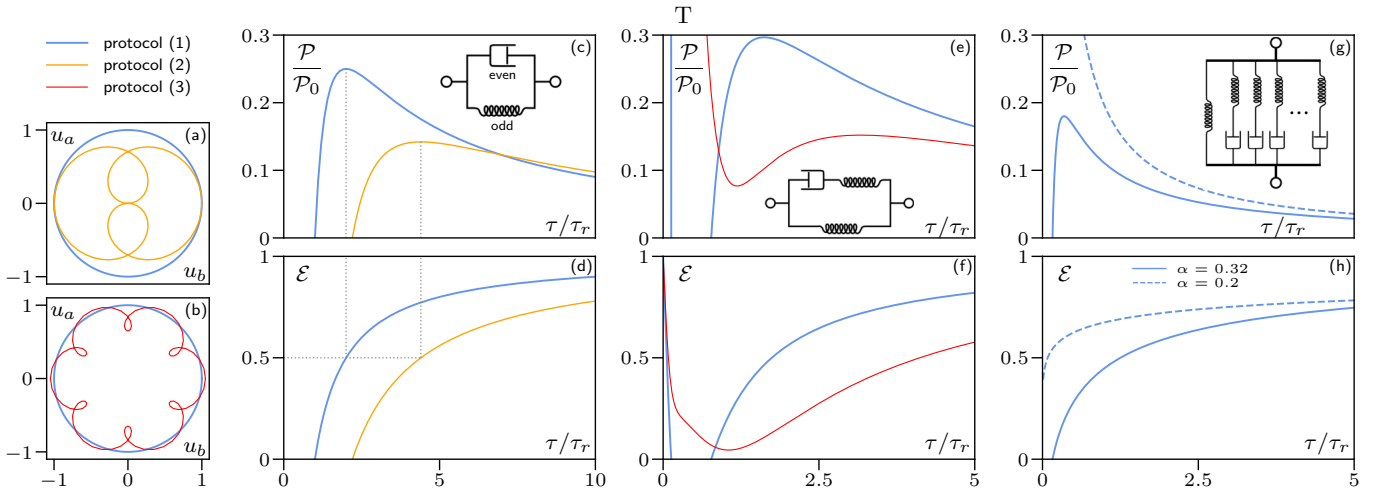 T
protocol (1)
protocol (2)
protocol (3)
(a)
u_a
1
0
−1
u_b
(b)
u_a
1
0
−1
u_b
−1 0 1
(c)
P/P_0
0.3
0.2
0.1
0
even
odd
τ/τ_r
(d)
ℰ
1
0.5
0
τ/τ_r
0 5 10
(e)
P/P_0
0.3
0.2
0.1
0
τ/τ_r
(f)
ℰ
1
0.5
0
τ/τ_r
0 2.5 5
(g)
P/P_0
0.3
0.2
0.1
0
...
τ/τ_r
(h)
ℰ
α = 0.32
α = 0.2
1
0.5
0
τ/τ_r
0 2.5 5